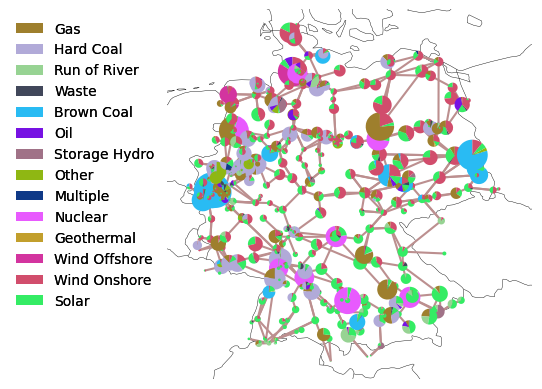 Gas
Hard Coal
Run of River
Waste
Brown Coal
Oil
Storage Hydro
Other
Multiple
Nuclear
Geothermal
Wind Offshore
Wind Onshore
Solar